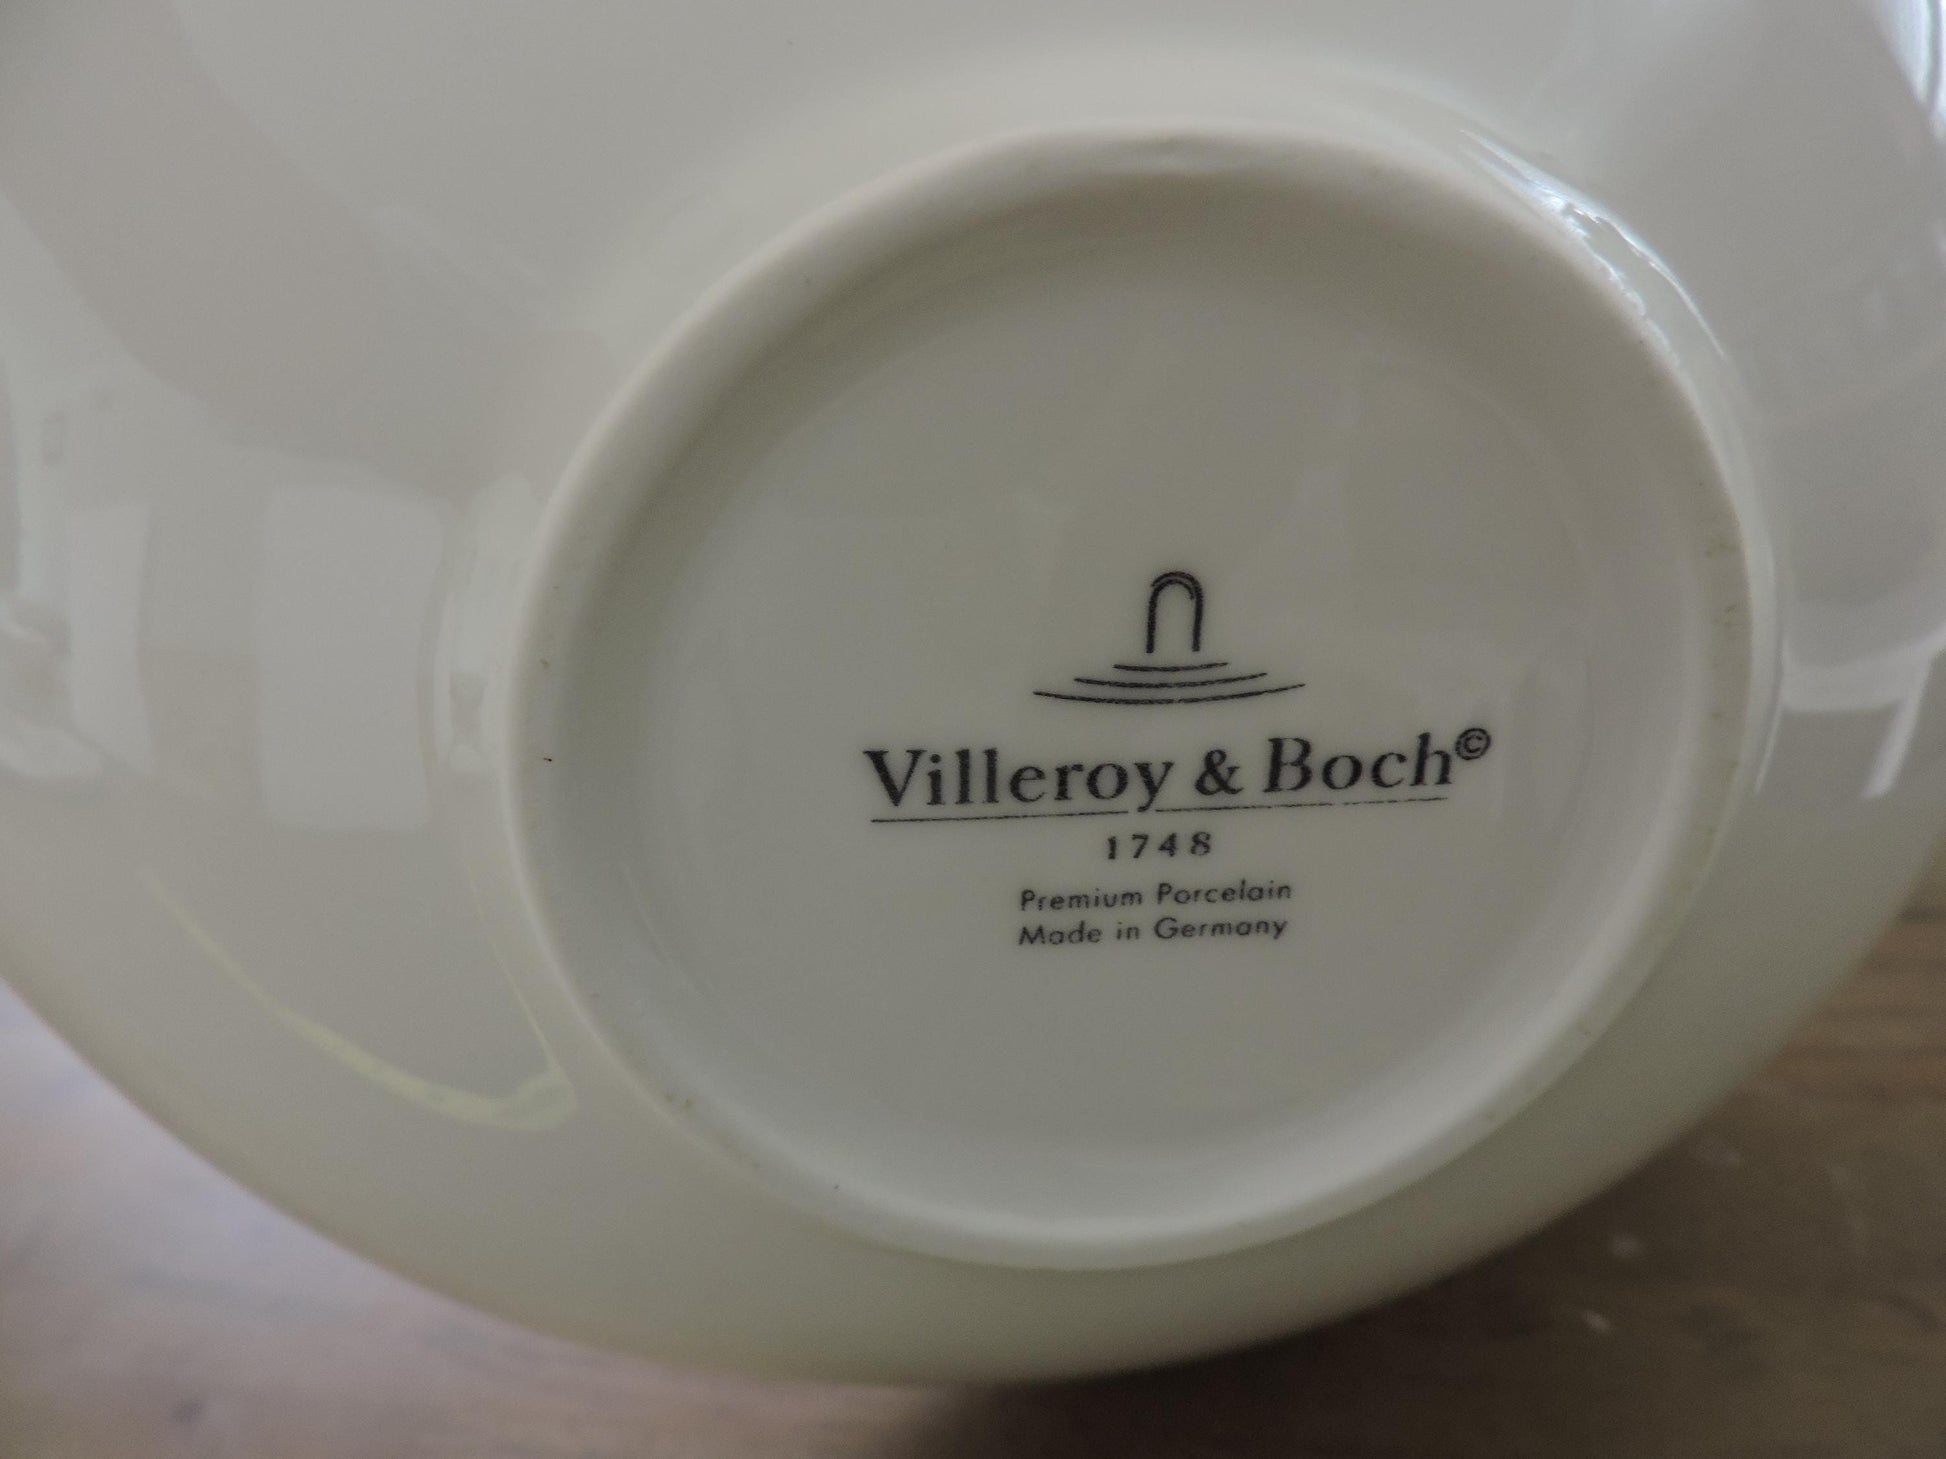 Villeroy & Boch©
1748
Premium Porcelain
Made in Germany